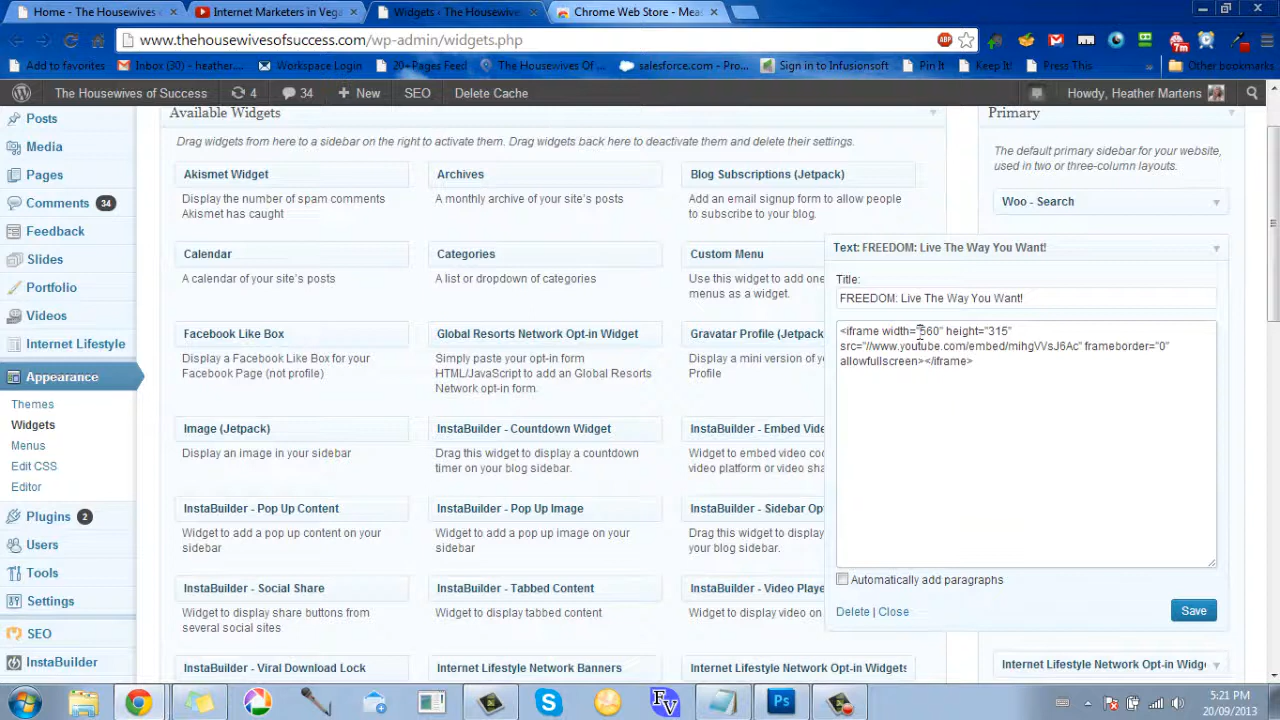 Home - The Housewives
Internet Marketers in Vega
Widgets ‹ The Housewives
Chrome Web Store - Mea
www.thehousewivesofsuccess.com/wp-admin/widgets.php
Add to favorites
Inbox (30) - heather...
Workspace Login
20+Pages Feed
The Housewives Of ...
salesforce.com - Pro...
Sign in to Infusionsoft
Pin It
Keep It!
Press This
Other bookmarks
The Housewives of Success
4
34
New
SEO
Delete Cache
Howdy, Heather Martens
Posts
Media
Pages
Comments 34
Feedback
Slides
Portfolio
Videos
Internet Lifestyle
Appearance
Themes
Widgets
Menus
Edit CSS
Editor
Plugins 2
Users
Tools
Settings
SEO
InstaBuilder
Available Widgets
Drag widgets from here to a sidebar on the right to activate them. Drag widgets back here to deactivate them and delete their settings.
Akismet Widget
Display the number of spam comments
Akismet has caught
Archives
A monthly archive of your site's posts
Blog Subscriptions (Jetpack)
Add an email signup form to allow people
to subscribe to your blog.
Calendar
A calendar of your site's posts
Categories
A list or dropdown of categories
Custom Menu
Use this widget to add one
menus as a widget.
Facebook Like Box
Display a Facebook Like Box for your
Facebook Page (not profile)
Global Resorts Network Opt-in Widget
Simply paste your opt-in form
HTML/JavaScript to add an Global Resorts
Network opt-in form.
Gravatar Profile (Jetpack
Display a mini version of y
Profile
Image (Jetpack)
Display an image in your sidebar
InstaBuilder - Countdown Widget
Drag this widget to display a countdown
timer on your blog sidebar.
InstaBuilder - Embed Vide
Widget to embed video co
video platform or video sha
InstaBuilder - Pop Up Content
Widget to add a pop up content on your
sidebar
InstaBuilder - Pop Up Image
Widget to add a pop up image on your
sidebar
InstaBuilder - Sidebar Opt
Drag this widget to display
your blog sidebar.
InstaBuilder - Social Share
Widget to display share buttons from
several social sites
InstaBuilder - Tabbed Content
Widget to display tabbed content
InstaBuilder - Video Playe
Widget to display video on
InstaBuilder - Viral Download Lock
Internet Lifestyle Network Banners
Internet Lifestyle Network Opt-in Widgets
Primary
The default primary sidebar for your website,
used in two or three-column layouts.
Woo - Search
Text: FREEDOM: Live The Way You Want!
Title:
FREEDOM: Live The Way You Want!
<iframe width="560" height="315"
src="//www.youtube.com/embed/mihgVVsJ6Ac" frameborder="0"
allowfullscreen></iframe>
Automatically add paragraphs
Delete | Close
Save
Internet Lifestyle Network Opt-in Widge
5:21 PM
20/09/2013